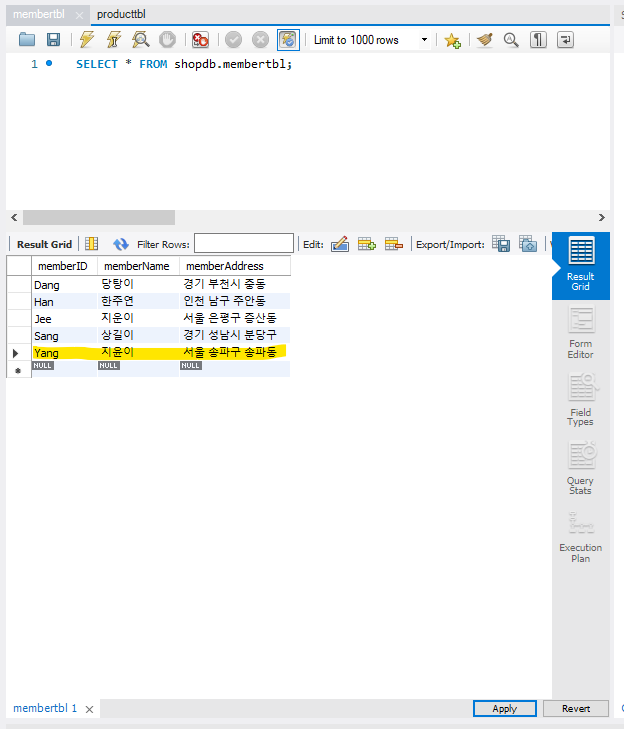 membertbl producttbl
Limit to 1000 rows
1 SELECT * FROM shopdb.membertbl;
Result Grid Filter Rows: Edit: Export/Import:
memberID memberName memberAddress
Dang 당탕이 경기 부천시 중동
Han 한주연 인천 남구 주안동
Jee 지운이 서울 은평구 증산동
Sang 상길이 경기 성남시 분당구
Yang 지윤이 서울 송파구 송파동
NULL NULL NULL
Result
Grid
Form
Editor
Field
Types
Query
Stats
Execution
Plan
membertbl 1 Apply Revert